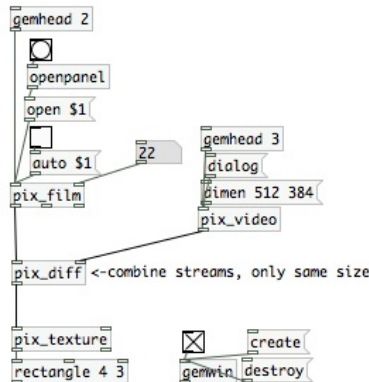 gemhead 2
openpanel
open $1
auto $1
22
pix_film
gemhead 3
dialog
dimen 512 384
pix_video
pix_diff <-combine streams, only same size
pix_texture
rectangle 4 3
create
gemwin destroy